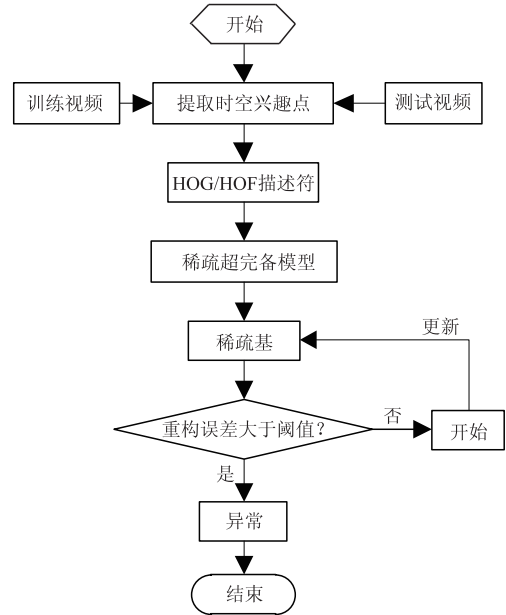 开始
训练视频
提取时空兴趣点
测试视频
HOG/HOF描述符
稀疏超完备模型
稀疏基
更新
重构误差大于阈值?
否
开始
是
异常
结束